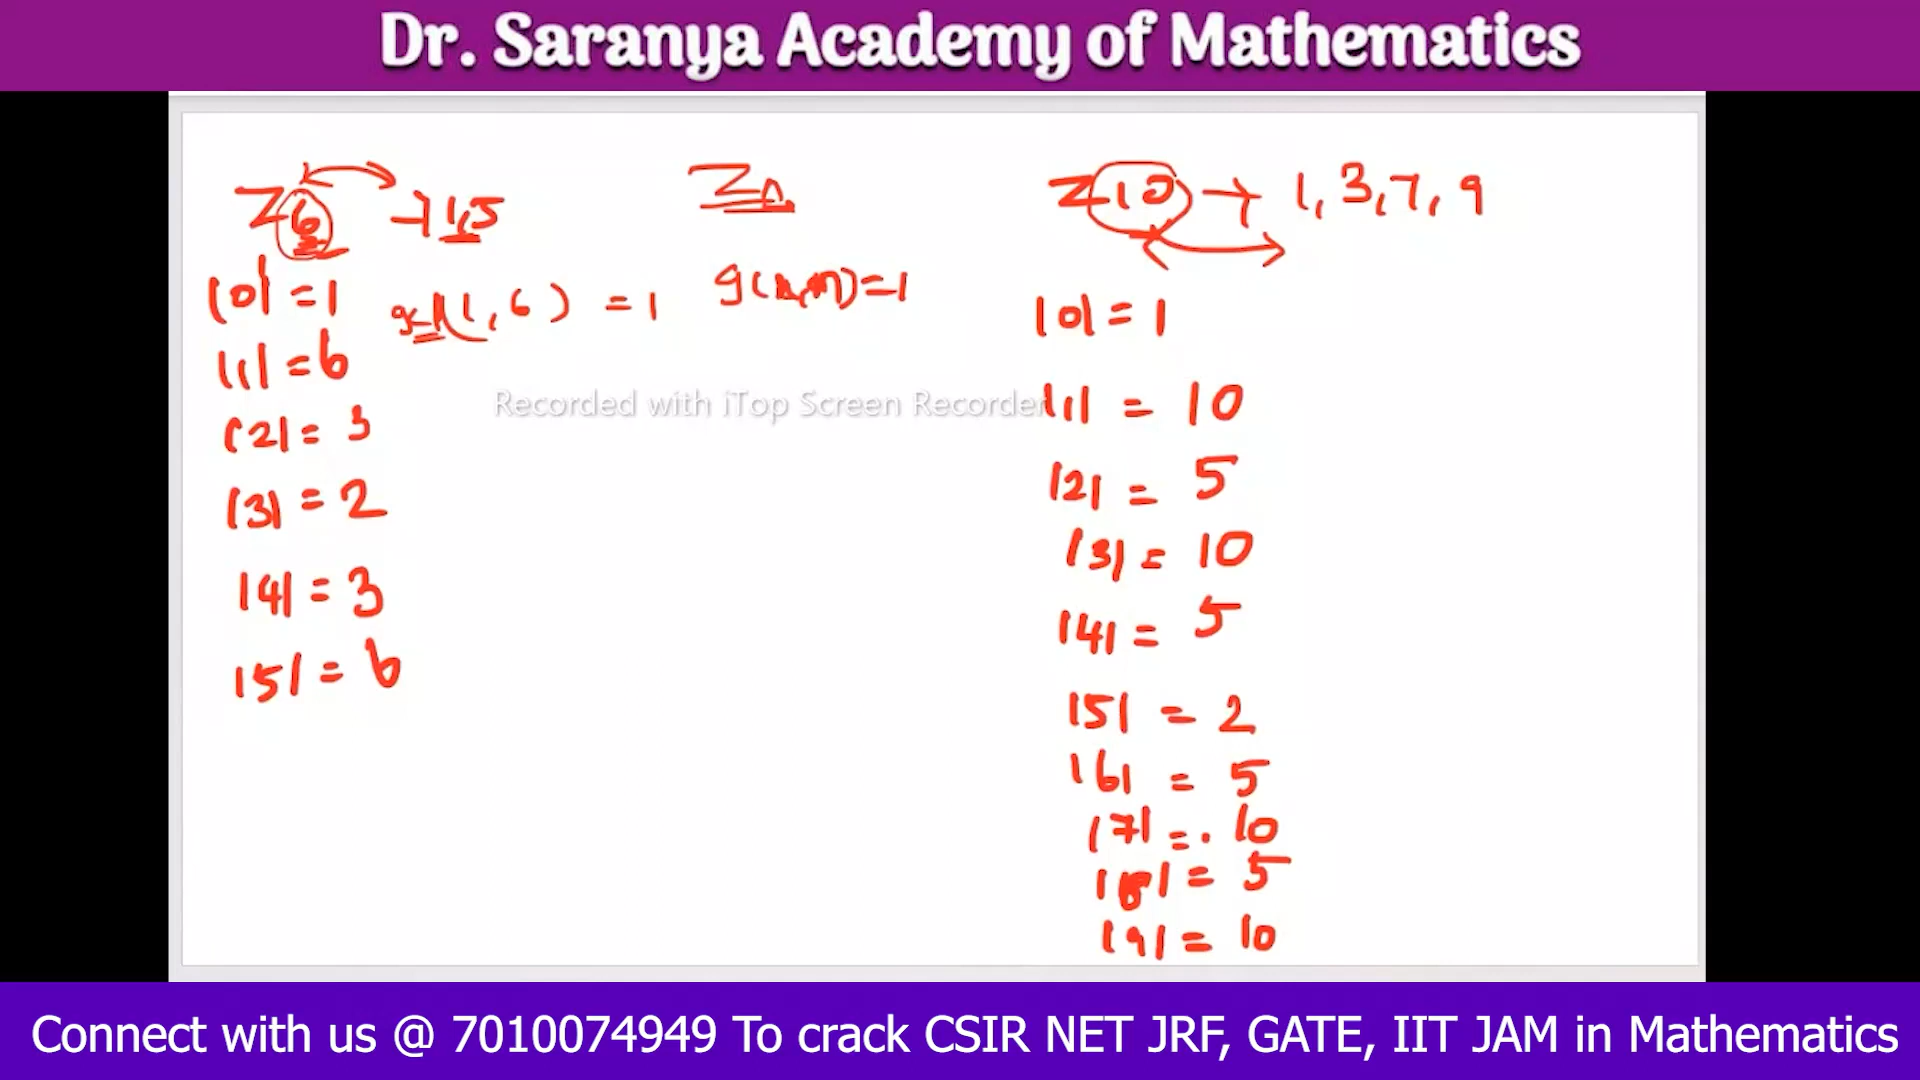 Dr. Saranya Academy of Mathematics
Z6 → 1,5
|0| = 1
gcd(1,6) = 1
|1| = 6
|2| = 3
|3| = 2
|4| = 3
|5| = 6
Zn
g( ,n)=1
Z10 → 1,3,7,9
|0| = 1
|1| = 10
|2| = 5
|3| = 10
|4| = 5
|5| = 2
|6| = 5
|7| = 10
|8| = 5
|9| = 10
Recorded with iTop Screen Recorder
Connect with us @ 7010074949 To crack CSIR NET JRF, GATE, IIT JAM in Mathematics